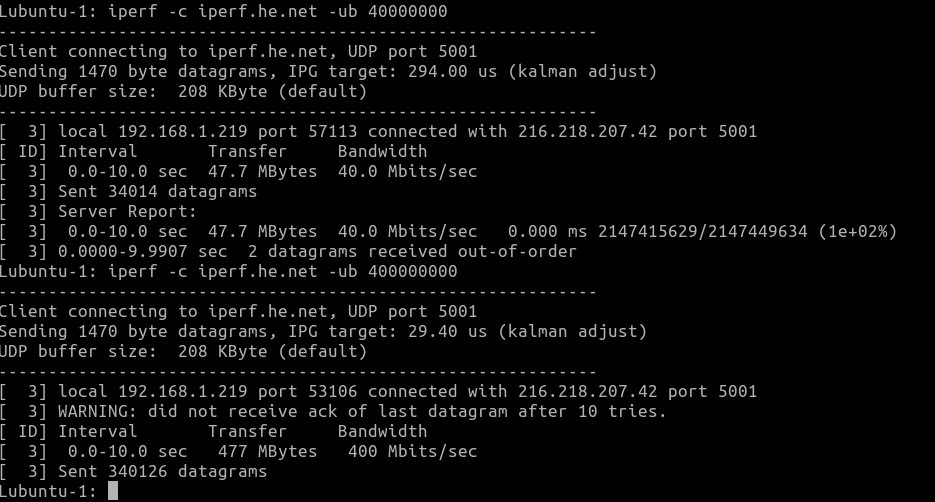 Lubuntu-1: iperf -c iperf.he.net -ub 40000000
------------------------------------------------------------
Client connecting to iperf.he.net, UDP port 5001
Sending 1470 byte datagrams, IPG target: 294.00 us (kalman adjust)
UDP buffer size:  208 KByte (default)
------------------------------------------------------------
[  3] local 192.168.1.219 port 57113 connected with 216.218.207.42 port 5001
[ ID] Interval       Transfer     Bandwidth
[  3]  0.0-10.0 sec  47.7 MBytes  40.0 Mbits/sec
[  3] Sent 34014 datagrams
[  3] Server Report:
[  3]  0.0-10.0 sec  47.7 MBytes  40.0 Mbits/sec   0.000 ms 2147415629/2147449634 (1e+02%)
[  3] 0.0000-9.9907 sec  2 datagrams received out-of-order
Lubuntu-1: iperf -c iperf.he.net -ub 400000000
------------------------------------------------------------
Client connecting to iperf.he.net, UDP port 5001
Sending 1470 byte datagrams, IPG target: 29.40 us (kalman adjust)
UDP buffer size:  208 KByte (default)
------------------------------------------------------------
[  3] local 192.168.1.219 port 53106 connected with 216.218.207.42 port 5001
[  3] WARNING: did not receive ack of last datagram after 10 tries.
[ ID] Interval       Transfer     Bandwidth
[  3]  0.0-10.0 sec   477 MBytes   400 Mbits/sec
[  3] Sent 340126 datagrams
Lubuntu-1: